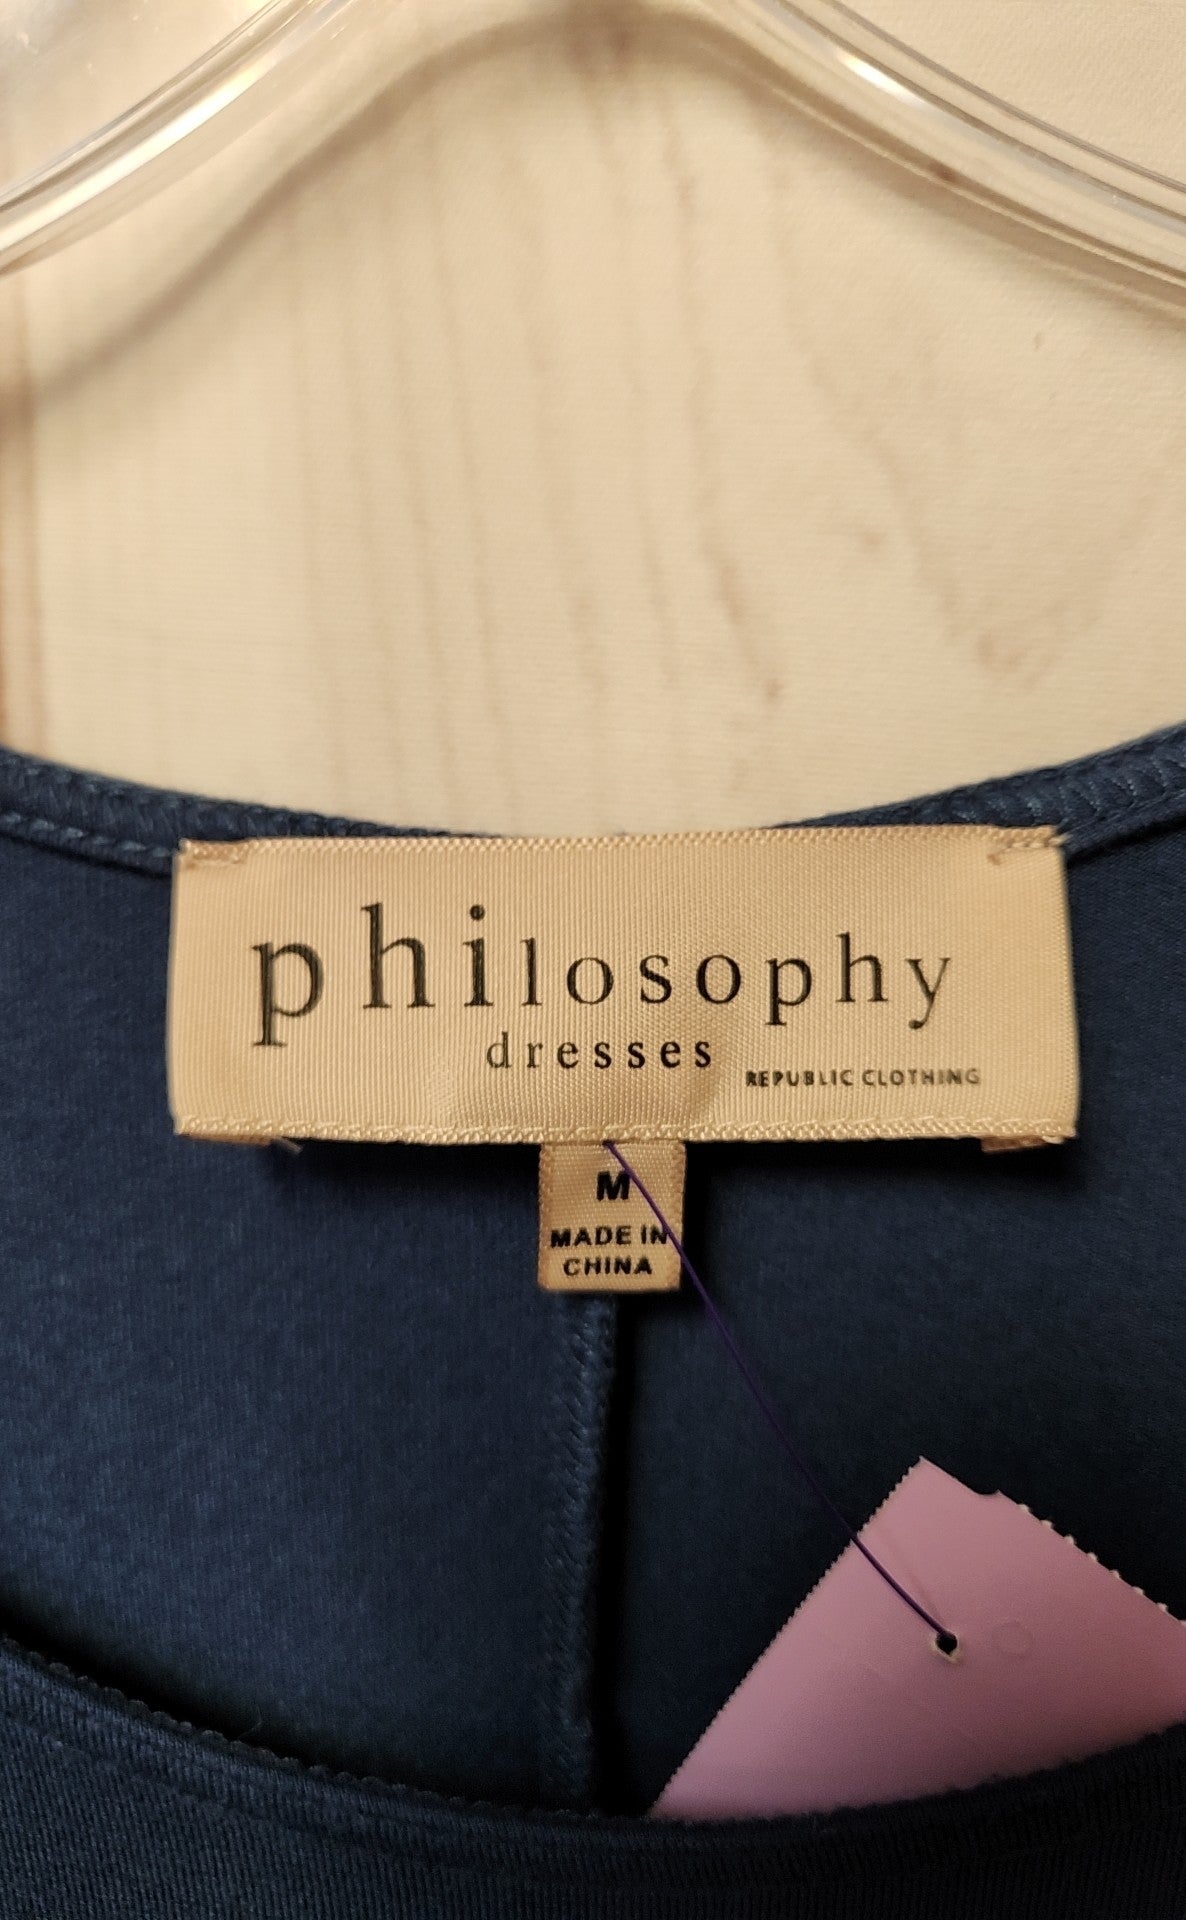 philosophy
dresses
REPUBLIC CLOTHING
M
MADE IN
CHINA